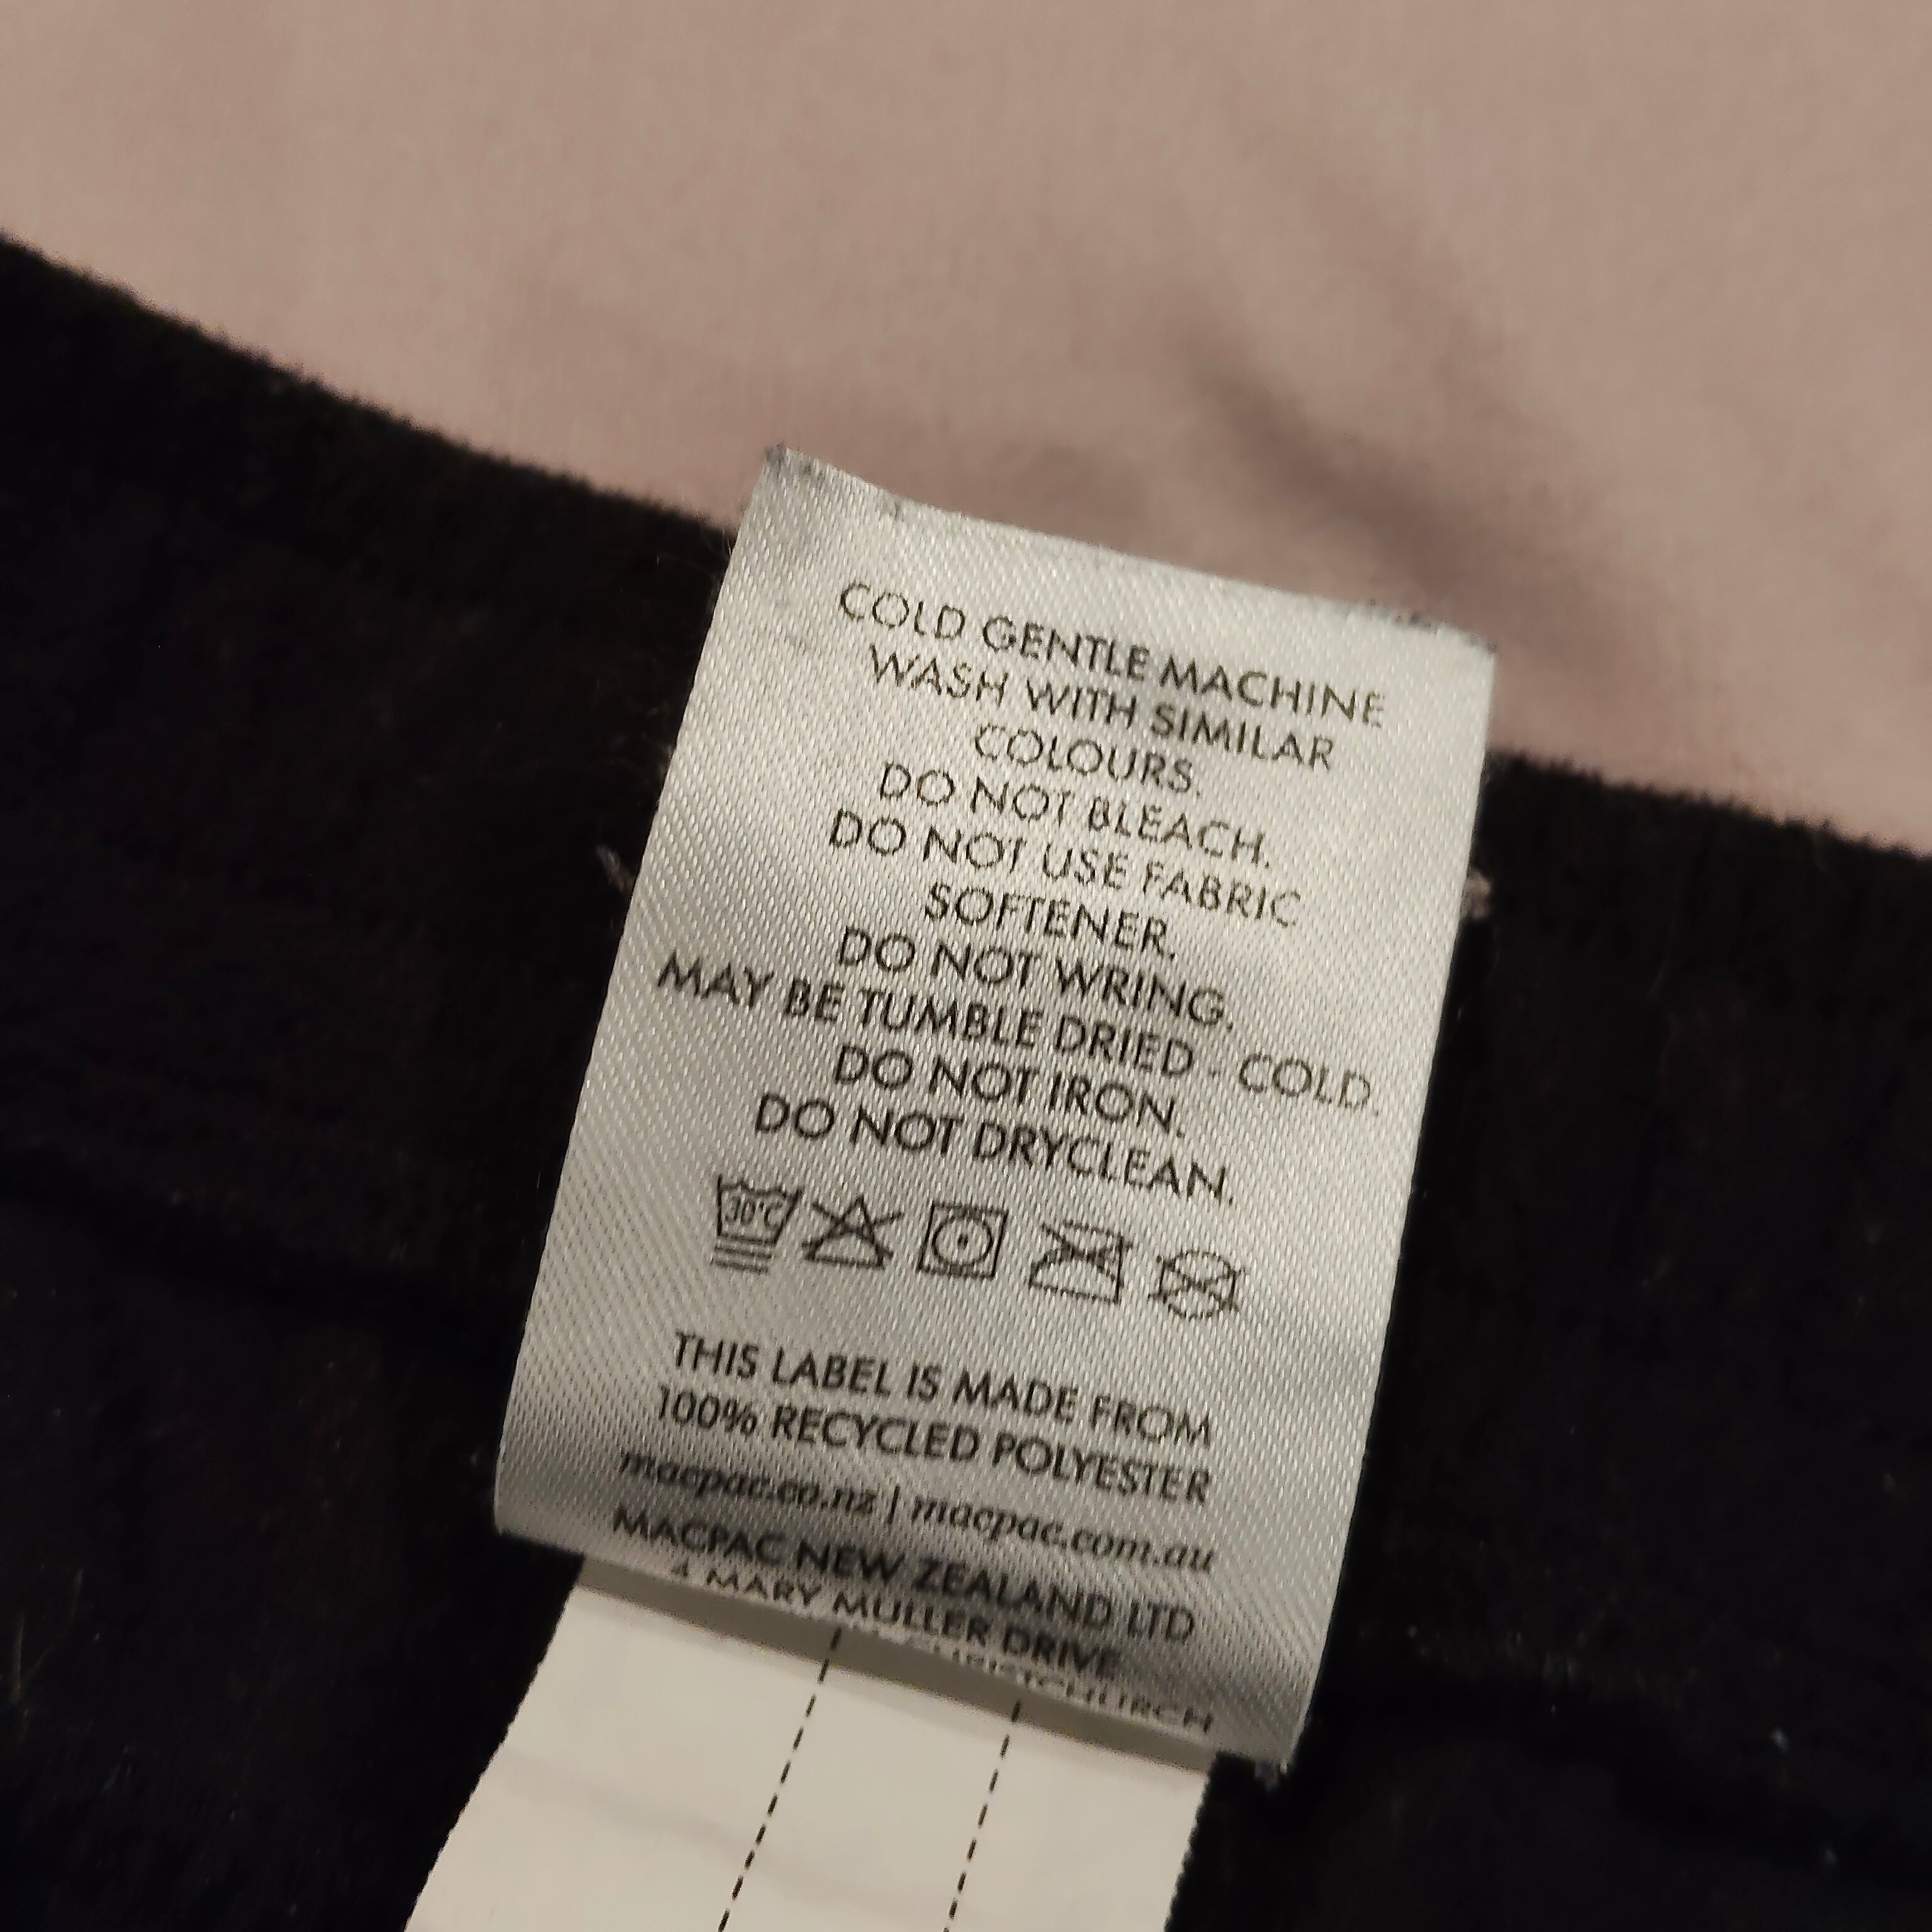 COLD GENTLE MACHINE
WASH WITH SIMILAR
COLOURS.
DO NOT BLEACH.
DO NOT USE FABRIC
SOFTENER.
DO NOT WRING.
MAY BE TUMBLE DRIED - COLD.
DO NOT IRON.
DO NOT DRYCLEAN.
30°C
THIS LABEL IS MADE FROM
100% RECYCLED POLYESTER
macpac.co.nz | macpac.com.au
MACPAC NEW ZEALAND LTD
4 MARY MULLER DRIVE
CHRISTCHURCH